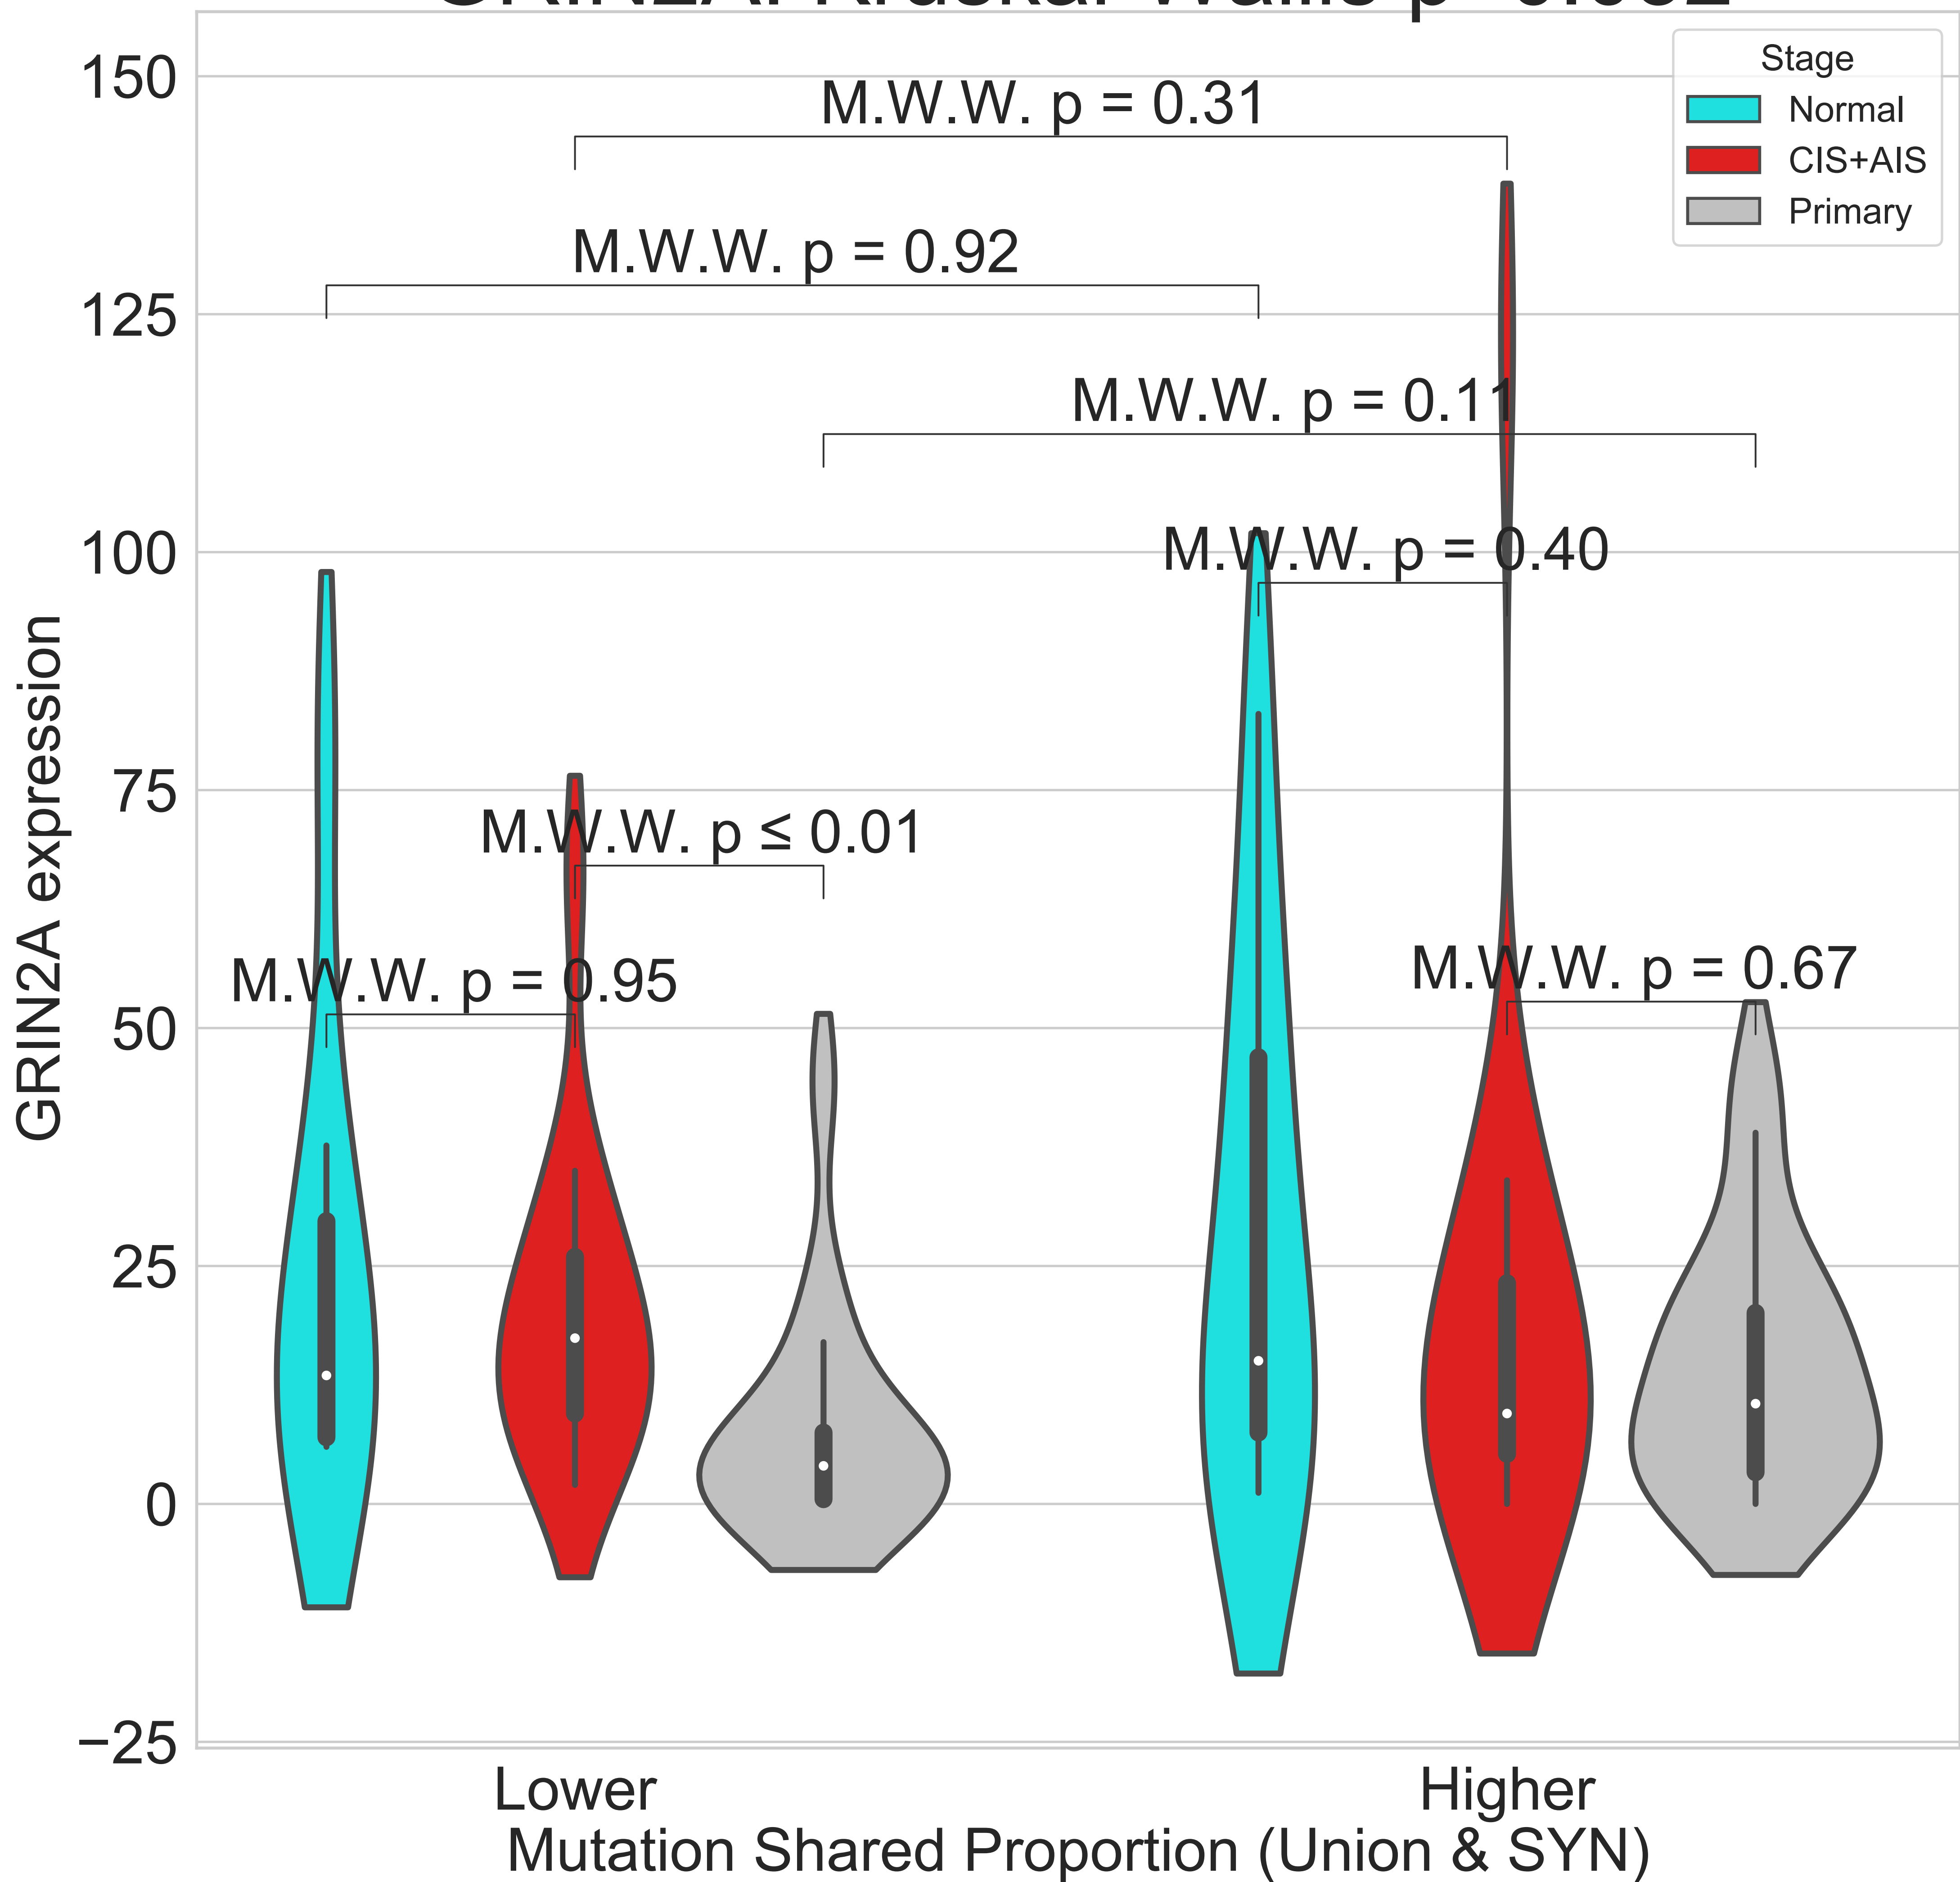 150
125
100
75
50
25
0
−25
GRIN2A expression
Stage
Normal
CIS+AIS
Primary
M.W.W. p = 0.31
M.W.W. p = 0.92
M.W.W. p = 0.11
M.W.W. p = 0.40
M.W.W. p ≤ 0.01
M.W.W. p = 0.95
M.W.W. p = 0.67
Lower
Higher
Mutation Shared Proportion (Union & SYN)